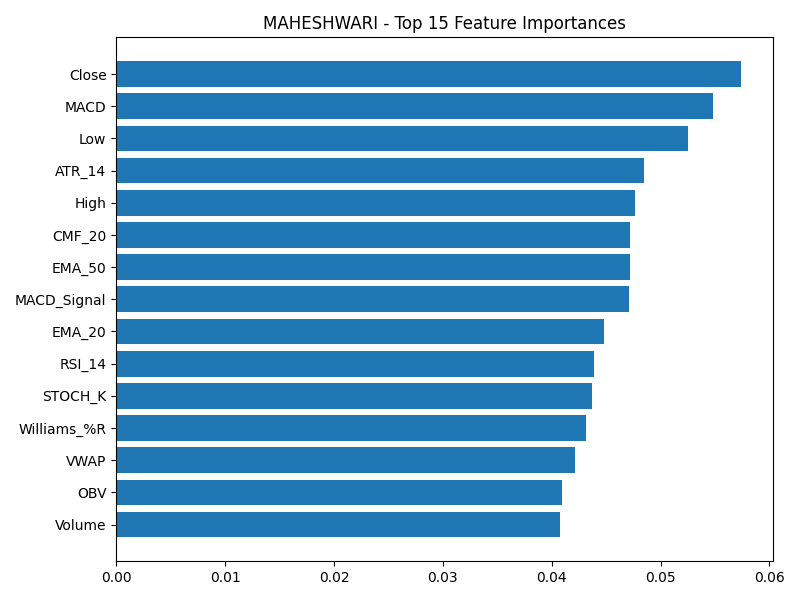 MAHESHWARI - Top 15 Feature Importances
Close
MACD
Low
ATR_14
High
CMF_20
EMA_50
MACD_Signal
EMA_20
RSI_14
STOCH_K
Williams_%R
VWAP
OBV
Volume
0.00 0.01 0.02 0.03 0.04 0.05 0.06